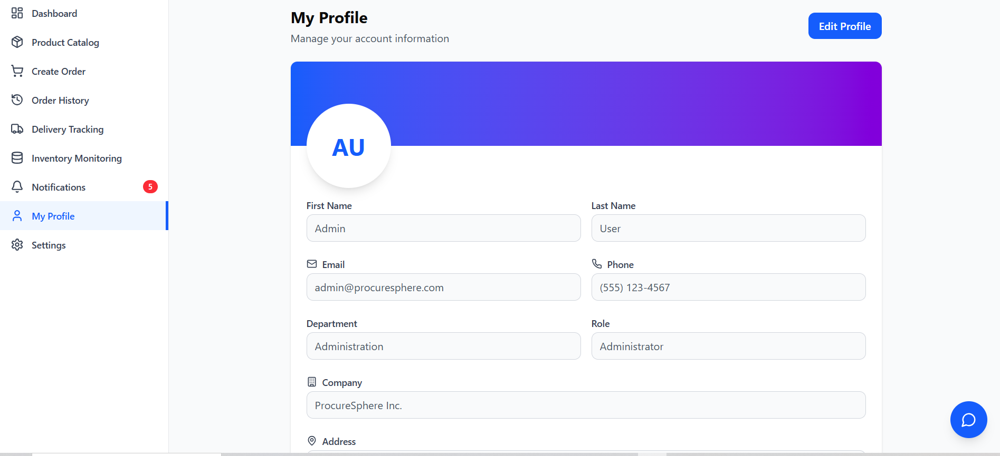 Dashboard
Product Catalog
Create Order
Order History
Delivery Tracking
Inventory Monitoring
Notifications 5
My Profile
Settings
My Profile
Manage your account information
Edit Profile
AU
First Name Last Name
Admin User
Email Phone
admin@procuresphere.com (555) 123-4567
Department Role
Administration Administrator
Company
ProcureSphere Inc.
Address